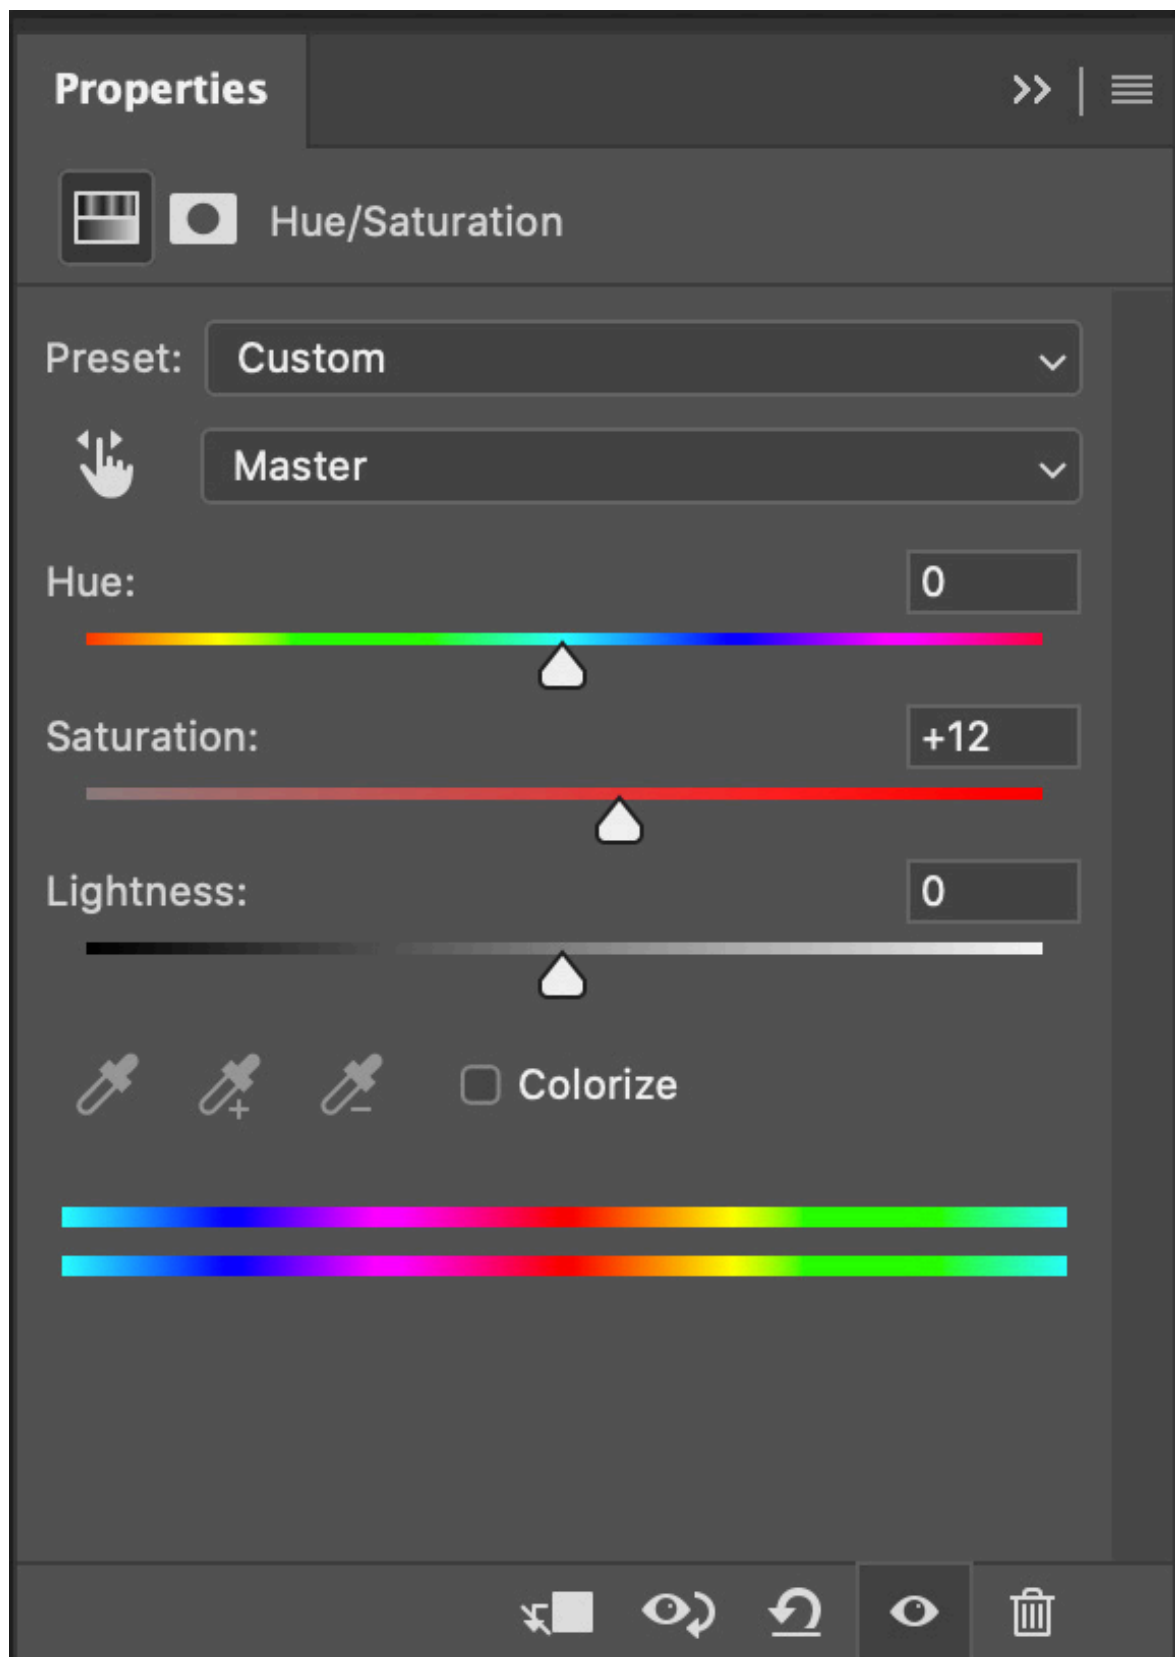 Properties
Hue/Saturation
Preset: Custom
Master
Hue: 0
Saturation: +12
Lightness: 0
Colorize